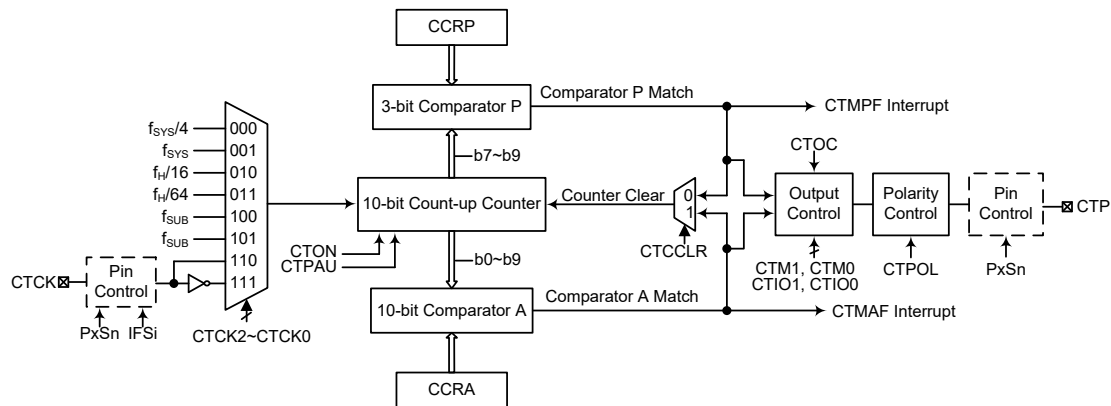 CCRP
3-bit Comparator P
Comparator P Match
CTMPF Interrupt
fSYS/4
000
fSYS
001
fH/16
010
fH/64
011
fSUB
100
fSUB
101
110
111
b7~b9
CTOC
10-bit Count-up Counter
Counter Clear
0
1
Output
Control
Polarity
Control
Pin
Control
CTP
CTON
CTPAU
CTCCLR
b0~b9
CTM1, CTM0
CTIO1, CTIO0
CTPOL
PxSn
CTCK
Pin
Control
PxSn
IFSi
CTCK2~CTCK0
10-bit Comparator A
Comparator A Match
CTMAF Interrupt
CCRA